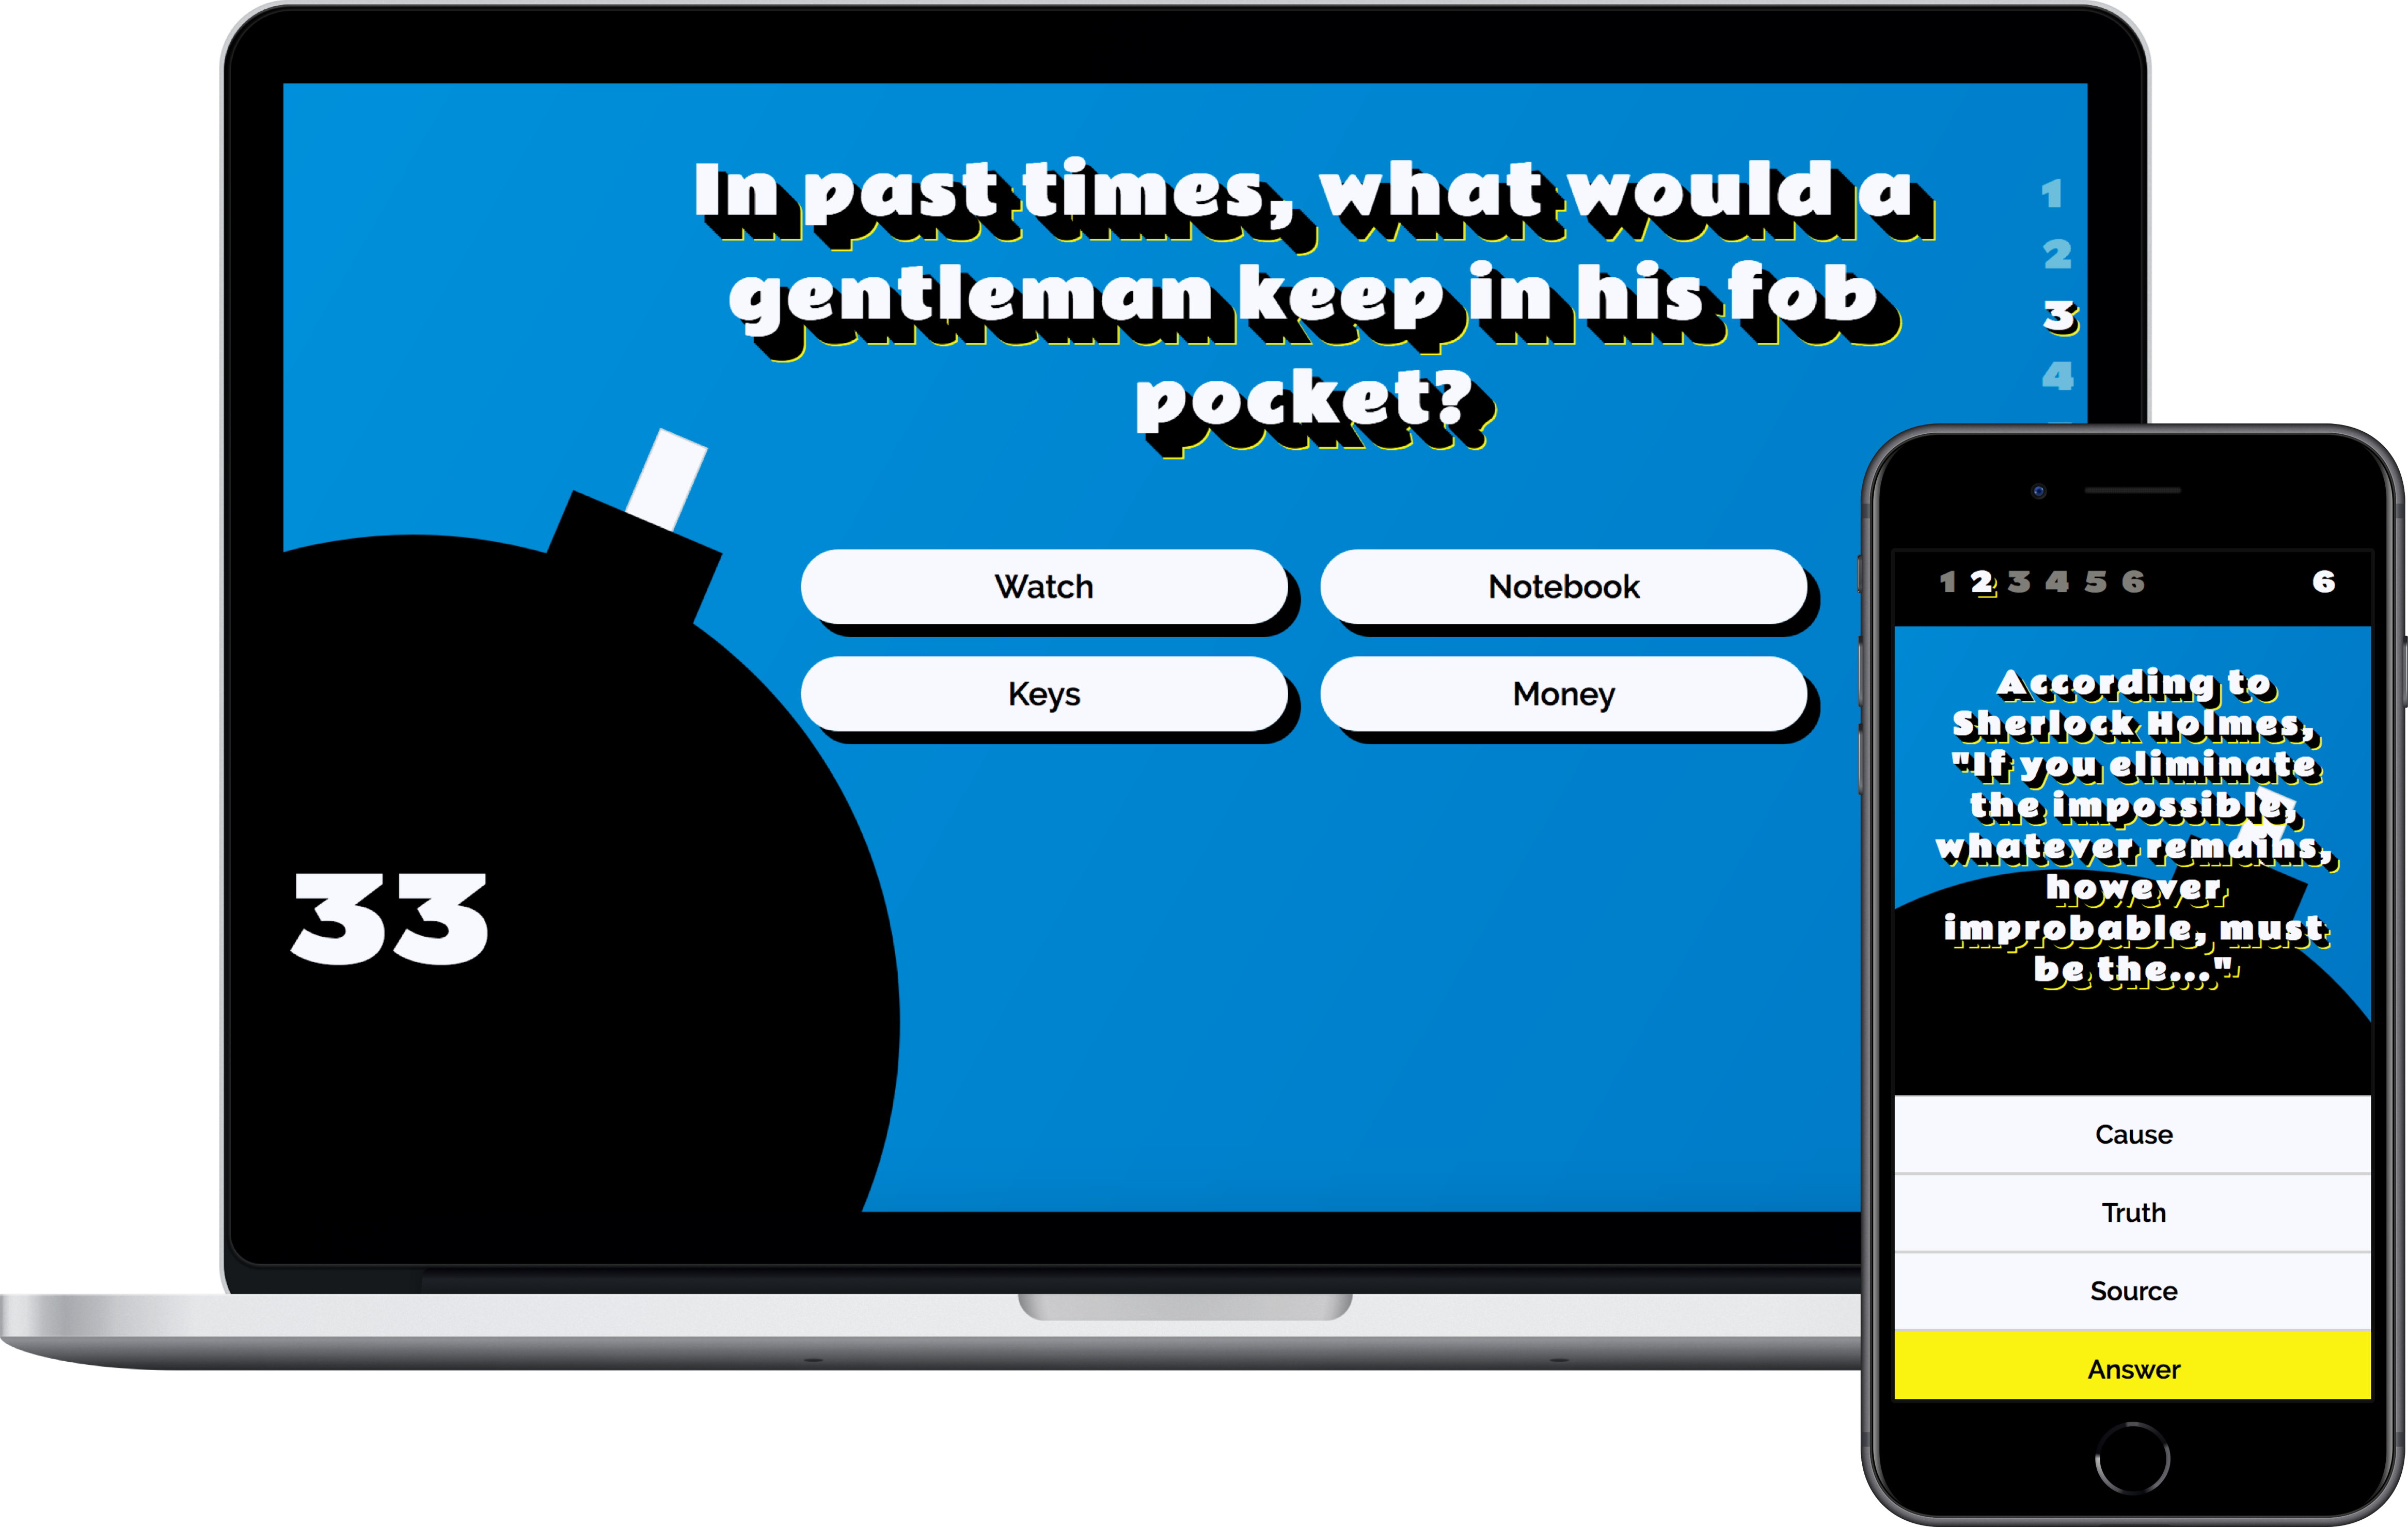 In past times, what would a
gentleman keep in his fob
pocket?
1
2
3
4
Watch
Notebook
Keys
Money
33
1 2 3 4 5 6
6
According to
Sherlock Holmes,
"If you eliminate
the impossible,
whatever remains,
however
improbable, must
be the..."
Cause
Truth
Source
Answer